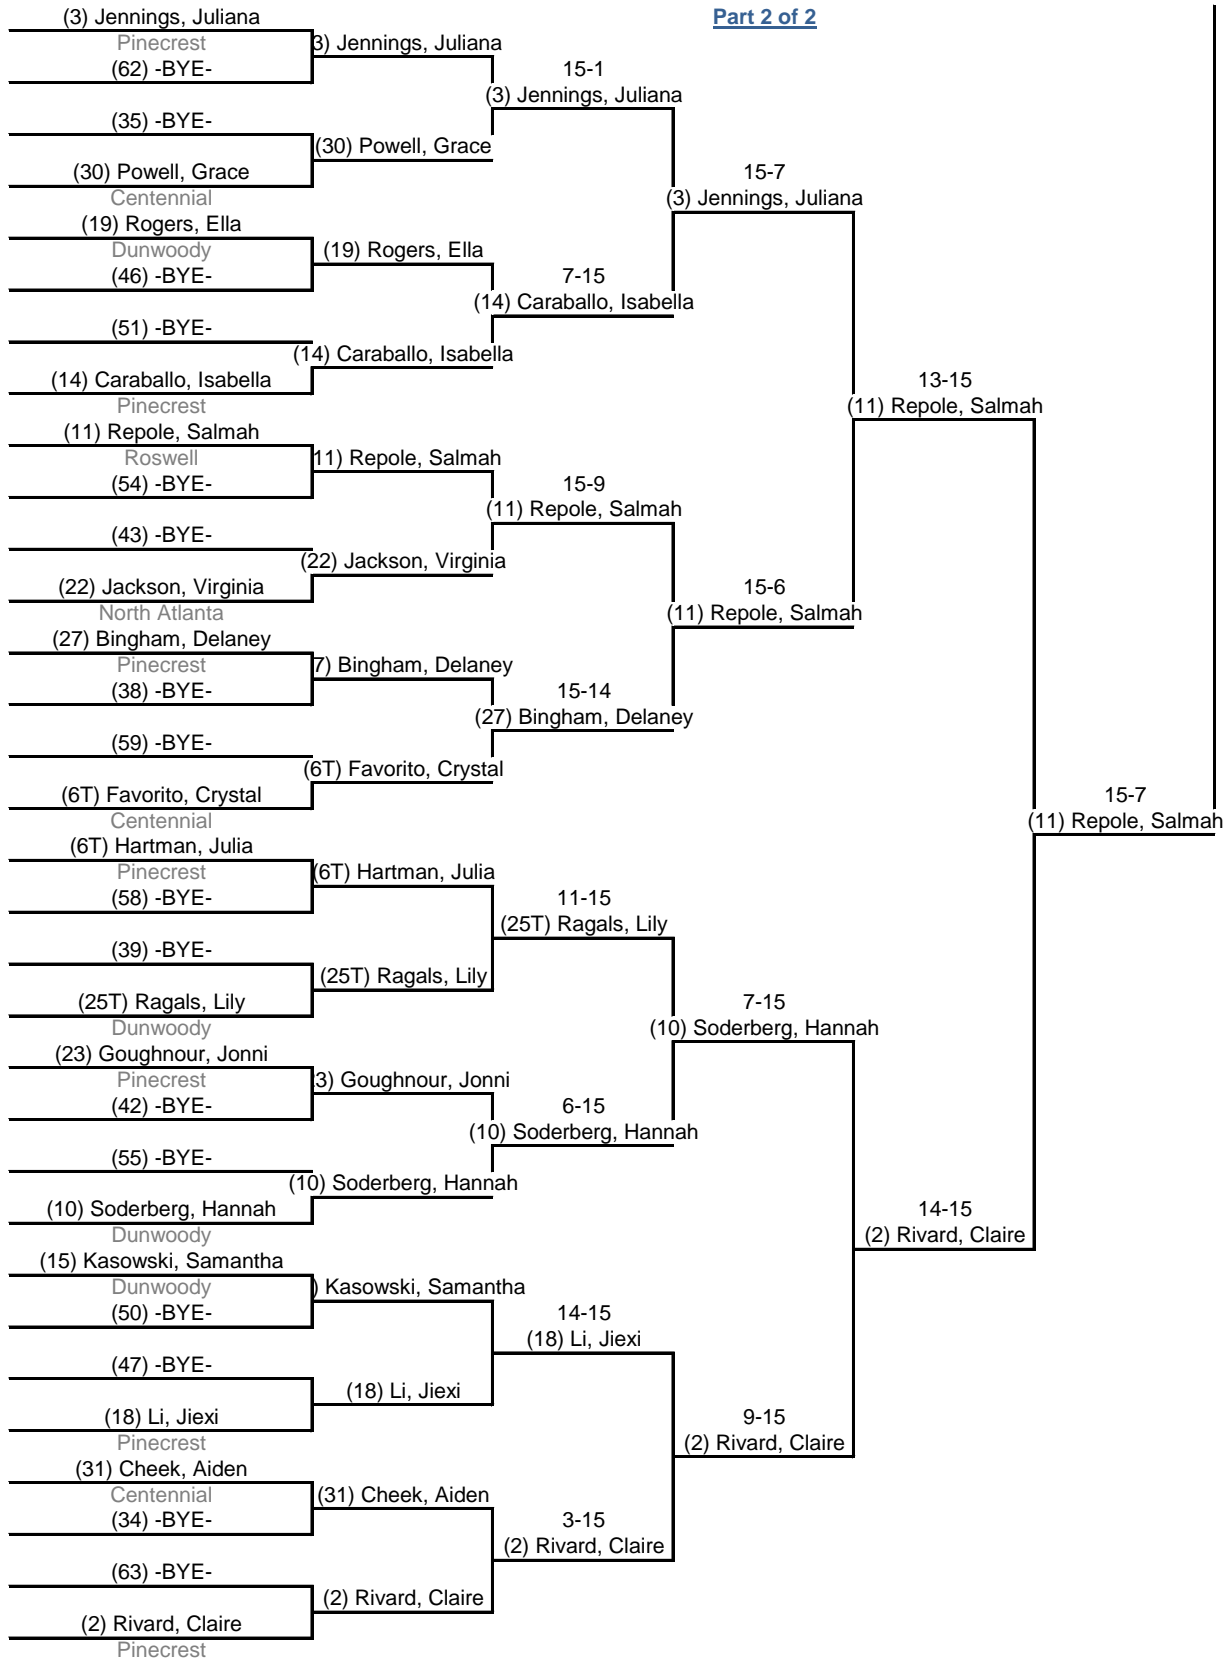 Part 2 of 2
(3) Jennings, Juliana
Pinecrest
(62) -BYE-
(35) -BYE-
(30) Powell, Grace
Centennial
(19) Rogers, Ella
Dunwoody
(46) -BYE-
(51) -BYE-
(14) Caraballo, Isabella
Pinecrest
(11) Repole, Salmah
Roswell
(54) -BYE-
(43) -BYE-
(22) Jackson, Virginia
North Atlanta
(27) Bingham, Delaney
Pinecrest
(38) -BYE-
(59) -BYE-
(6T) Favorito, Crystal
Centennial
(6T) Hartman, Julia
Pinecrest
(58) -BYE-
(39) -BYE-
(25T) Ragals, Lily
Dunwoody
(23) Goughnour, Jonni
Pinecrest
(42) -BYE-
(55) -BYE-
(10) Soderberg, Hannah
Dunwoody
(15) Kasowski, Samantha
Dunwoody
(50) -BYE-
(47) -BYE-
(18) Li, Jiexi
Pinecrest
(31) Cheek, Aiden
Centennial
(34) -BYE-
(63) -BYE-
(2) Rivard, Claire
Pinecrest
3) Jennings, Juliana
(30) Powell, Grace
(19) Rogers, Ella
(14) Caraballo, Isabella
11) Repole, Salmah
(22) Jackson, Virginia
7) Bingham, Delaney
(6T) Favorito, Crystal
(6T) Hartman, Julia
(25T) Ragals, Lily
3) Goughnour, Jonni
(10) Soderberg, Hannah
) Kasowski, Samantha
(18) Li, Jiexi
(31) Cheek, Aiden
(2) Rivard, Claire
15-1
(3) Jennings, Juliana
7-15
(14) Caraballo, Isabella
15-9
(11) Repole, Salmah
15-14
(27) Bingham, Delaney
11-15
(25T) Ragals, Lily
6-15
(10) Soderberg, Hannah
14-15
(18) Li, Jiexi
3-15
(2) Rivard, Claire
15-7
(3) Jennings, Juliana
15-6
(11) Repole, Salmah
7-15
(10) Soderberg, Hannah
9-15
(2) Rivard, Claire
13-15
(11) Repole, Salmah
14-15
(2) Rivard, Claire
15-7
(11) Repole, Salmah